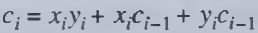 c_i = x_i y_i + x_i c_{i-1} + y_i c_{i-1}